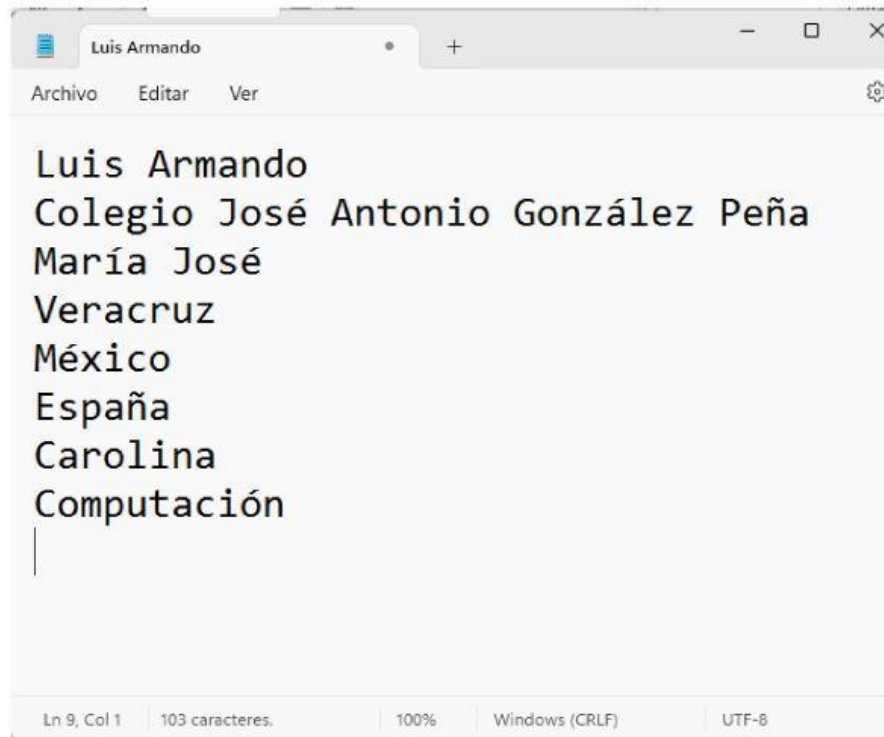 Luis Armando
Archivo Editar Ver
Luis Armando
Colegio José Antonio González Peña
María José
Veracruz
México
España
Carolina
Computación
Ln 9, Col 1 103 caracteres. 100% Windows (CRLF) UTF-8